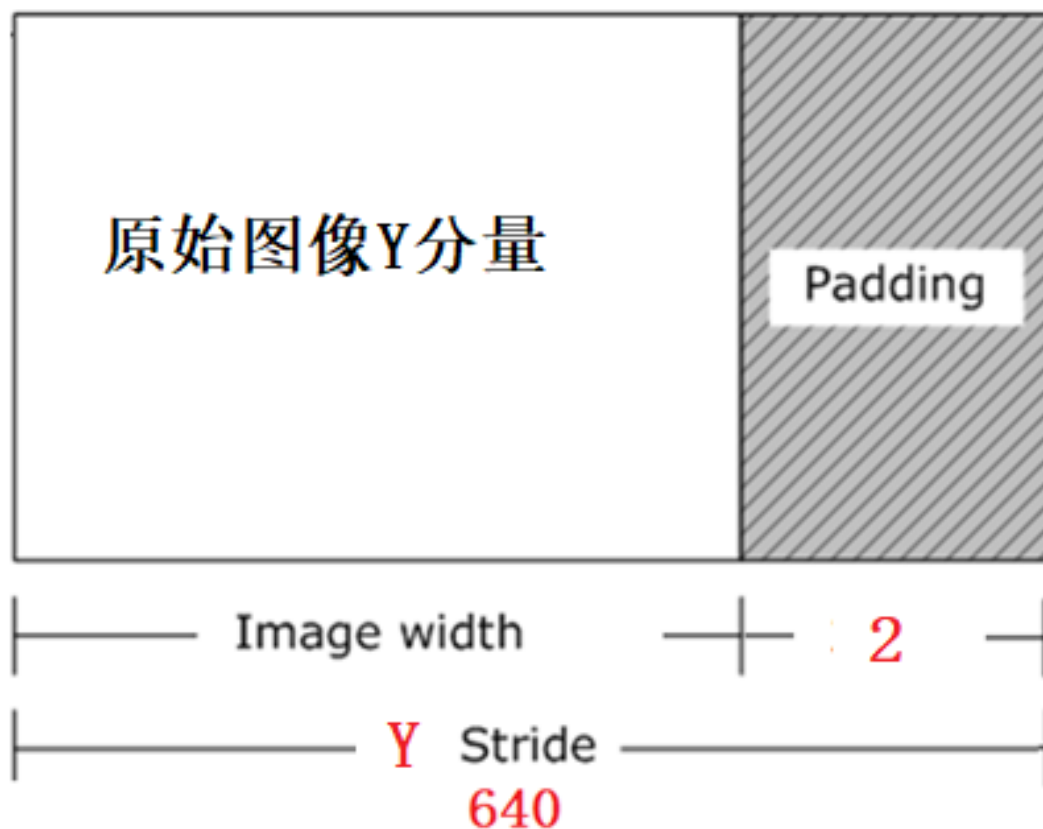 原始图像Y分量
Padding
Image width 2
Y Stride
640